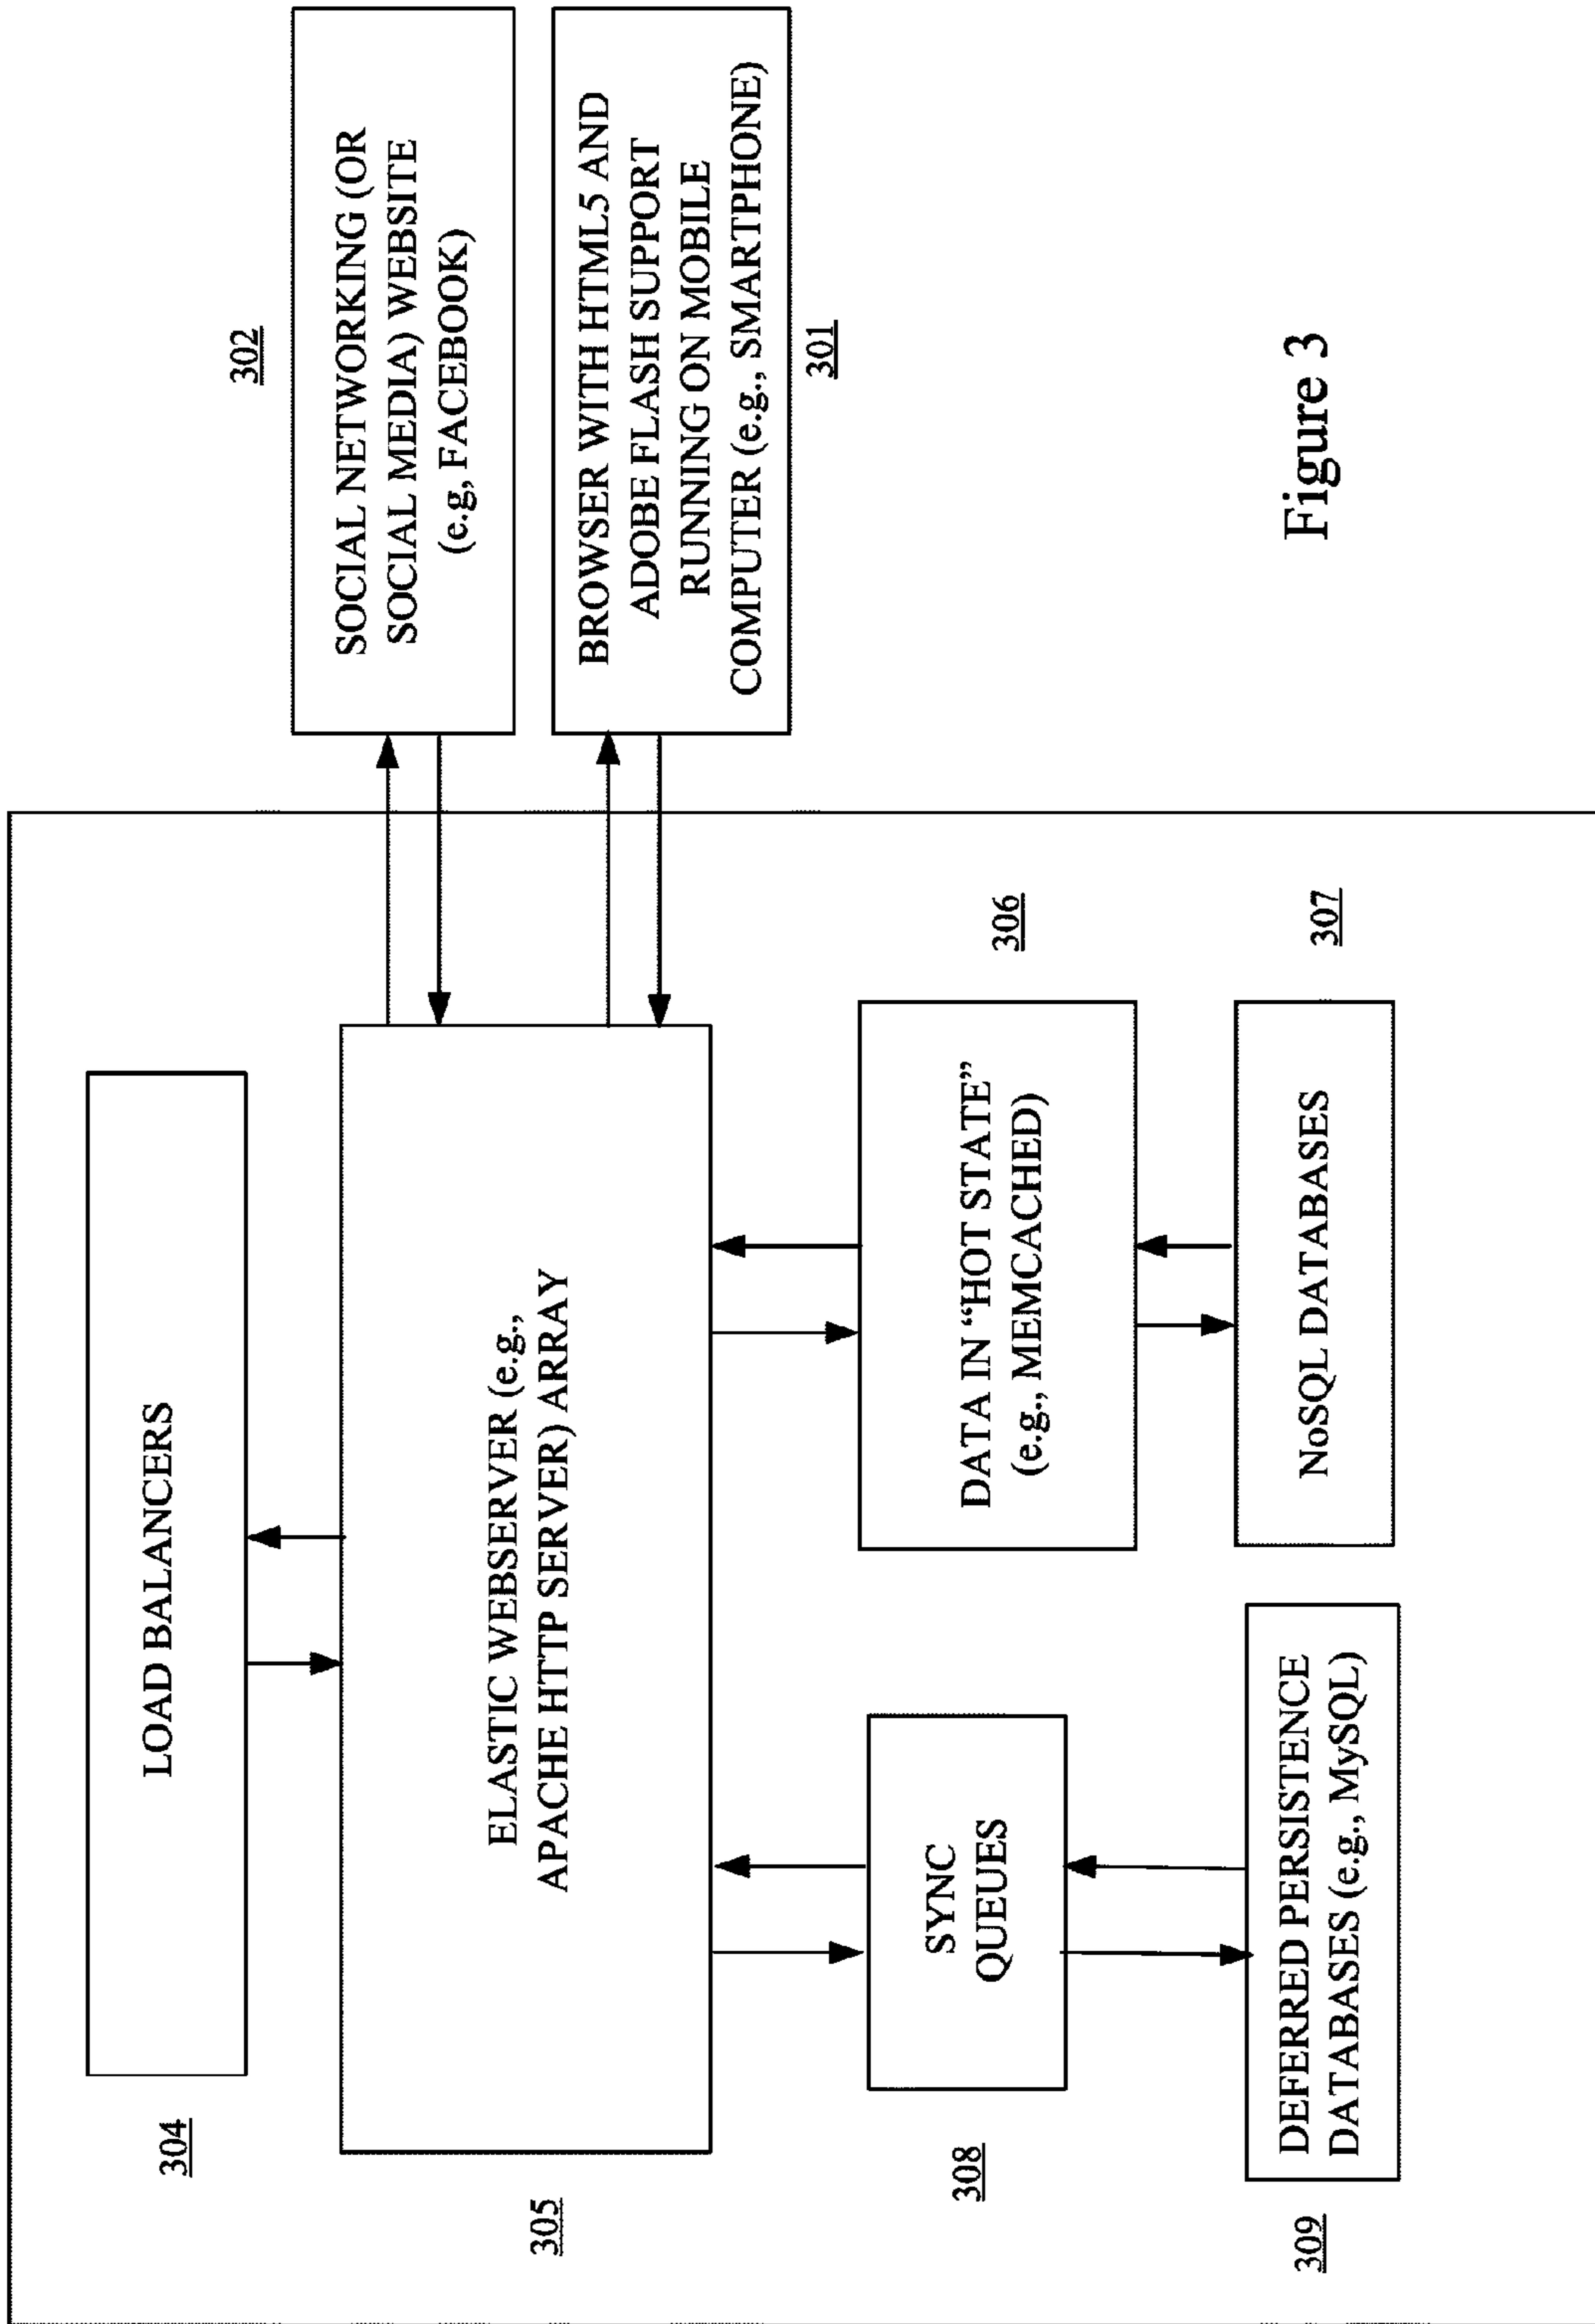 304
LOAD BALANCERS
305
ELASTIC WEBSERVER (e.g.,
APACHE HTTP SERVER) ARRAY
302
SOCIAL NETWORKING (OR
SOCIAL MEDIA) WEBSITE
(e.g, FACEBOOK)
BROWSER WITH HTML5 AND
ADOBE FLASH SUPPORT
RUNNING ON MOBILE
COMPUTER (e.g., SMARTPHONE)
301
308
SYNC
QUEUES
DATA IN “HOT STATE”
(e.g., MEMCACHED)
306
309
DEFERRED PERSISTENCE
DATABASES (e.g., MySQL)
NoSQL DATABASES
307
Figure 3